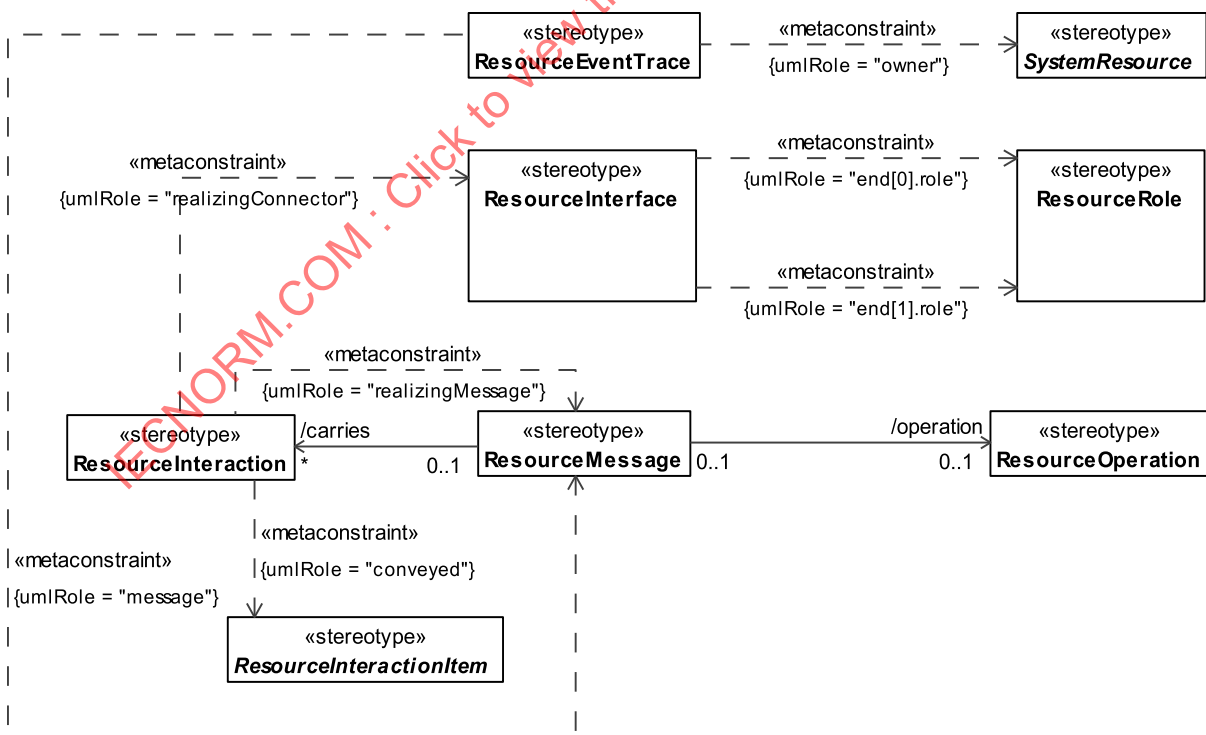 «stereotype»
ResourceEventTrace
«metaconstraint»
{umlRole = "owner"}
«stereotype»
SystemResource
«metaconstraint»
{umlRole = "realizingConnector"}
«stereotype»
ResourceInterface
«metaconstraint»
{umlRole = "end[0].role"}
«stereotype»
ResourceRole
«metaconstraint»
{umlRole = "end[1].role"}
«metaconstraint»
{umlRole = "realizingMessage"}
«stereotype»
ResourceInteraction
/carries
*
0..1
«stereotype»
ResourceMessage
0..1
/operation
0..1
«stereotype»
ResourceOperation
«metaconstraint»
{umlRole = "message"}
«metaconstraint»
{umlRole = "conveyed"}
«stereotype»
ResourceInteractionItem
IECNORM.COM : Click to view